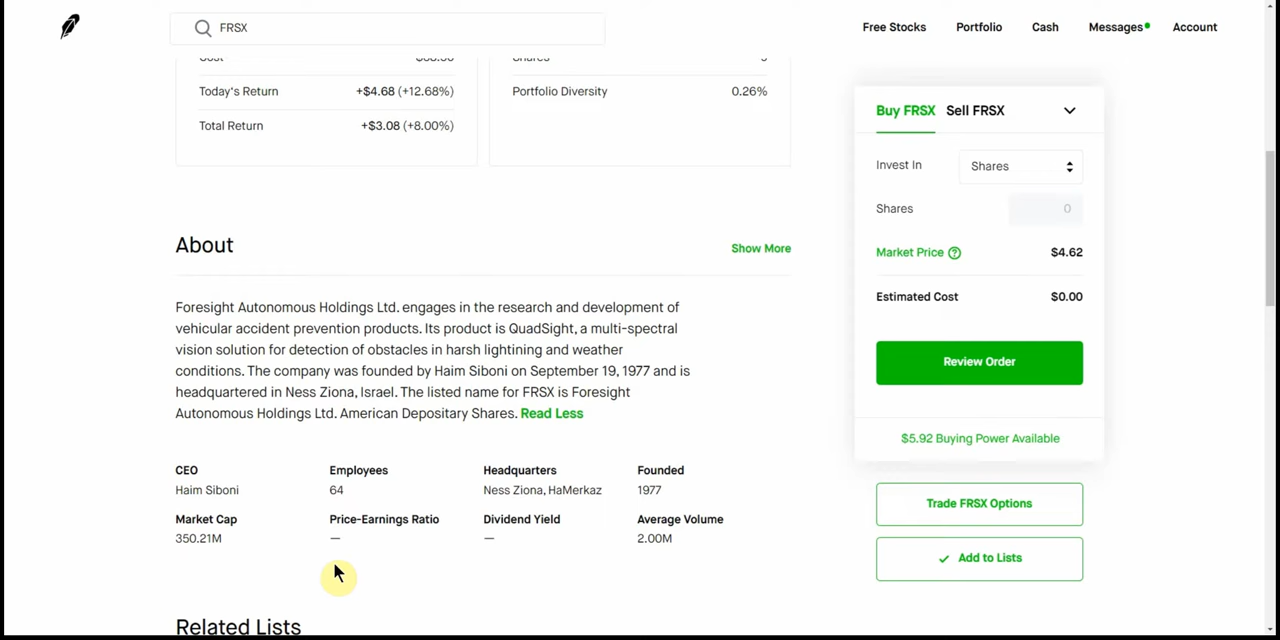 FRSX
Free Stocks
Portfolio
Cash
Messages
Account
Today's Return
+$4.68 (+12.68%)
Total Return
+$3.08 (+8.00%)
Portfolio Diversity
0.26%
Buy FRSX
Sell FRSX
Invest In
Shares
Shares
0
Market Price ?
$4.62
Estimated Cost
$0.00
Review Order
$5.92 Buying Power Available
Trade FRSX Options
Add to Lists
About
Show More
Foresight Autonomous Holdings Ltd. engages in the research and development of
vehicular accident prevention products. Its product is QuadSight, a multi-spectral
vision solution for detection of obstacles in harsh lightining and weather
conditions. The company was founded by Haim Siboni on September 19, 1977 and is
headquartered in Ness Ziona, Israel. The listed name for FRSX is Foresight
Autonomous Holdings Ltd. American Depositary Shares. Read Less
CEO
Haim Siboni
Employees
64
Headquarters
Ness Ziona, HaMerkaz
Founded
1977
Market Cap
350.21M
Price-Earnings Ratio
—
Dividend Yield
—
Average Volume
2.00M
Related Lists